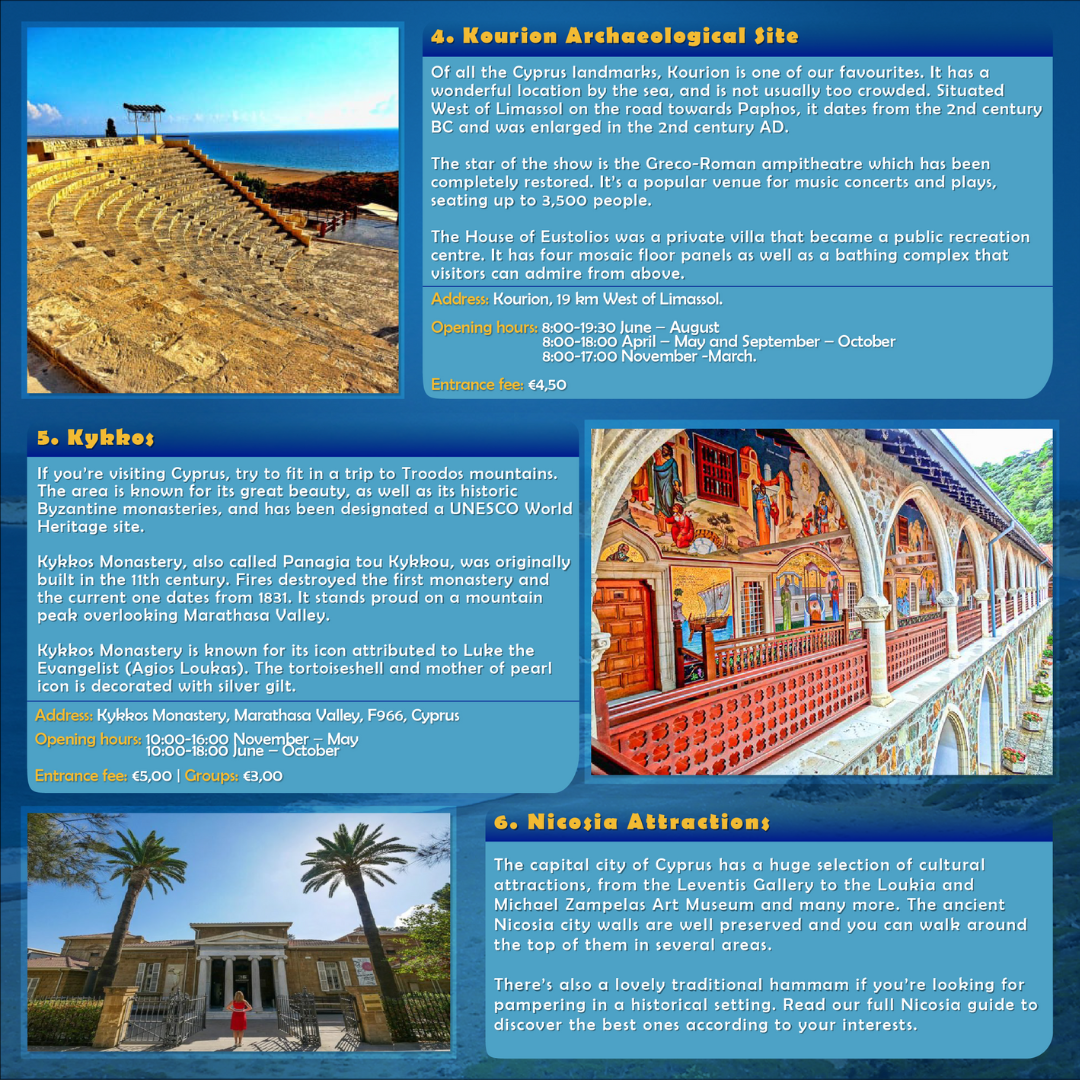 4. Kourion Archaeological Site
Of all the Cyprus landmarks, Kourion is one of our favourites. It has a
wonderful location by the sea, and is not usually too crowded. Situated
West of Limassol on the road towards Paphos, it dates from the 2nd century
BC and was enlarged in the 2nd century AD.
The star of the show is the Greco-Roman ampitheatre which has been
completely restored. It's a popular venue for music concerts and plays,
seating up to 3,500 people.
The House of Eustolios was a private villa that became a public recreation
centre. It has four mosaic floor panels as well as a bathing complex that
visitors can admire from above.
Address: Kourion, 19 km West of Limassol.
Opening hours: 8:00-19:30 June – August
8:00-18:00 April – May and September – October
8:00-17:00 November -March.
Entrance fee: €4,50
5. Kykkos
If you're visiting Cyprus, try to fit in a trip to Troodos mountains.
The area is known for its great beauty, as well as its historic
Byzantine monasteries, and has been designated a UNESCO World
Heritage site.
Kykkos Monastery, also called Panagia tou Kykkou, was originally
built in the 11th century. Fires destroyed the first monastery and
the current one dates from 1831. It stands proud on a mountain
peak overlooking Marathasa Valley.
Kykkos Monastery is known for its icon attributed to Luke the
Evangelist (Agios Loukas). The tortoiseshell and mother of pearl
icon is decorated with silver gilt.
Address: Kykkos Monastery, Marathasa Valley, F966, Cyprus
Opening hours: 10:00-16:00 November – May
10:00-18:00 June – October
Entrance fee: €5,00 | Groups: €3,00
6. Nicosia Attractions
The capital city of Cyprus has a huge selection of cultural
attractions, from the Leventis Gallery to the Loukia and
Michael Zampelas Art Museum and many more. The ancient
Nicosia city walls are well preserved and you can walk around
the top of them in several areas.
There's also a lovely traditional hammam if you're looking for
pampering in a historical setting. Read our full Nicosia guide to
discover the best ones according to your interests.